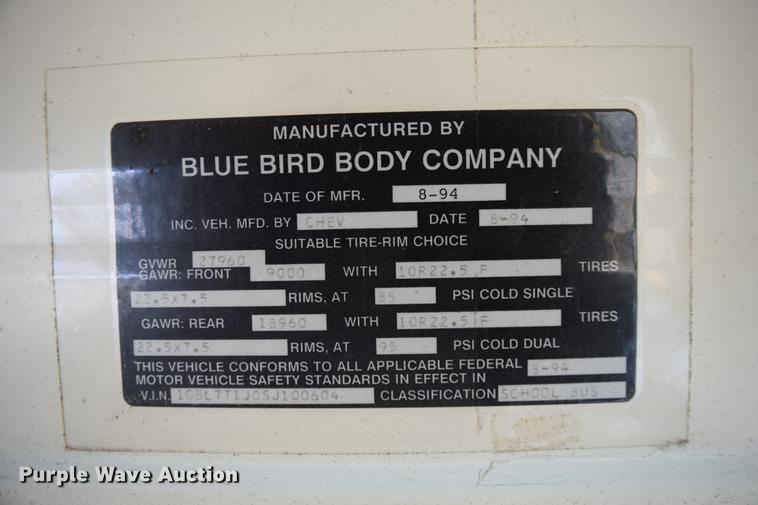 MANUFACTURED BY
BLUE BIRD BODY COMPANY
DATE OF MFR. 8-94
INC. VEH. MFD. BY CHEV DATE 8-94
SUITABLE TIRE-RIM CHOICE
GVWR 27960
GAWR: FRONT 9000 WITH 10R22.5 F TIRES
22.5X7.5 RIMS, AT 85 PSI COLD SINGLE
GAWR: REAR 18960 WITH 10R22.5 F TIRES
22.5X7.5 RIMS, AT 95 PSI COLD DUAL
THIS VEHICLE CONFORMS TO ALL APPLICABLE FEDERAL 8-94
MOTOR VEHICLE SAFETY STANDARDS IN EFFECT IN
V.I.N. 1GBL7T1J0SJ100604 CLASSIFICATION SCHOOL BUS
Purple Wave Auction